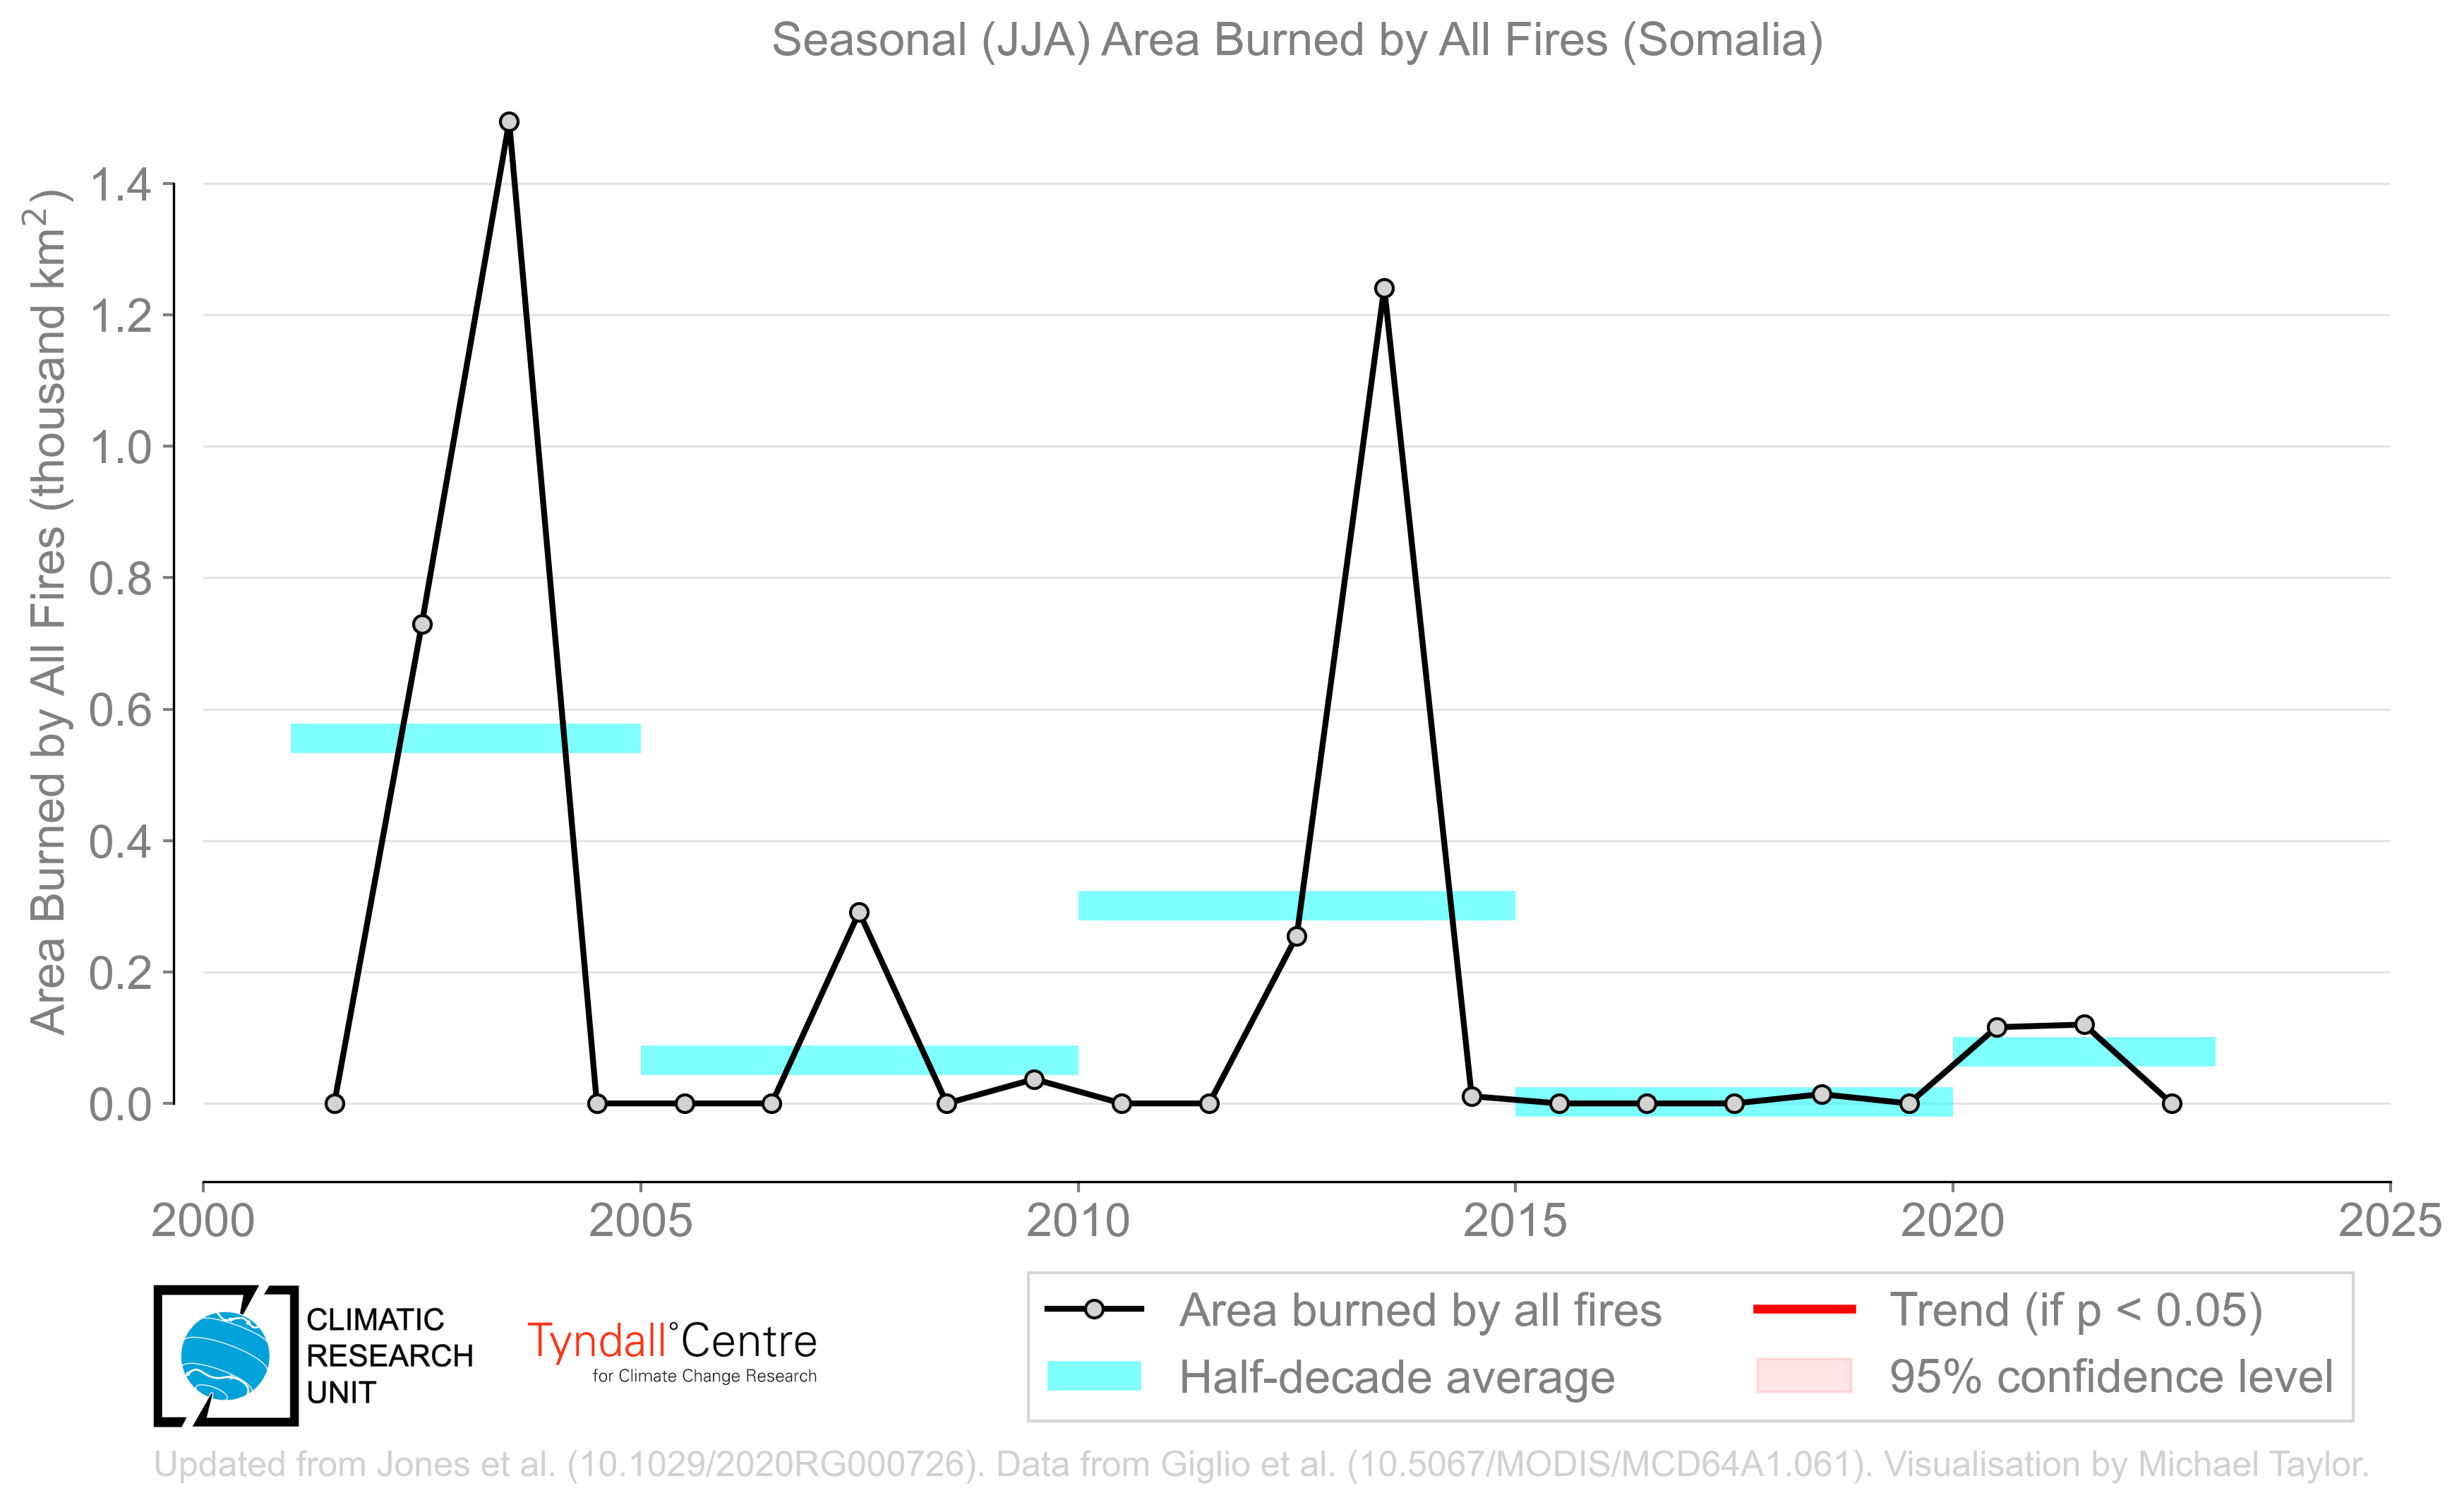 Seasonal (JJA) Area Burned by All Fires (Somalia)
Area Burned by All Fires (thousand km²)
1.4
1.2
1.0
0.8
0.6
0.4
0.2
0.0
2000 2005 2010 2015 2020 2025
Area burned by all fires
Half-decade average
Trend (if p < 0.05)
95% confidence level
CLIMATIC
RESEARCH
UNIT
Tyndall°Centre
for Climate Change Research
Updated from Jones et al. (10.1029/2020RG000726). Data from Giglio et al. (10.5067/MODIS/MCD64A1.061). Visualisation by Michael Taylor.